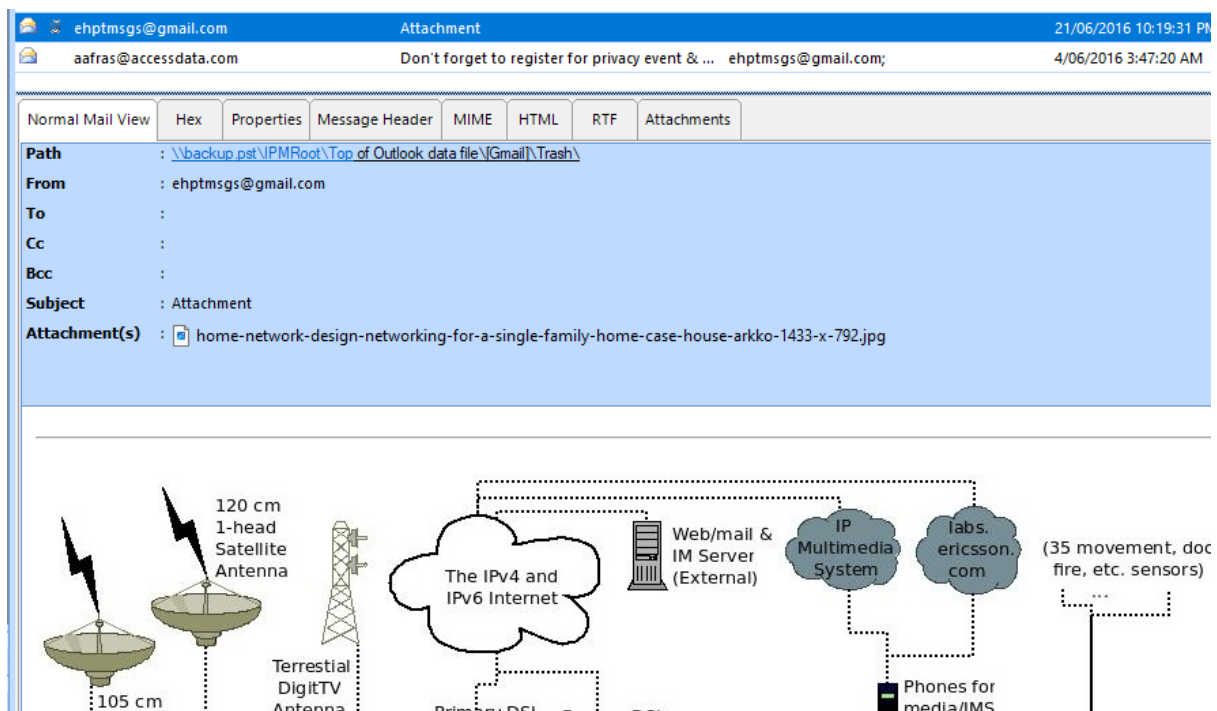 ehptmsgs@gmail.com Attachment 21/06/2016 10:19:31 PM
aafras@accessdata.com Don't forget to register for privacy event & ... ehptmsgs@gmail.com; 4/06/2016 3:47:20 AM
Normal Mail View Hex Properties Message Header MIME HTML RTF Attachments
Path : \\backup.pst\IPMRoot\Top of Outlook data file\[Gmail]\Trash\
From : ehptmsgs@gmail.com
To :
Cc :
Bcc :
Subject : Attachment
Attachment(s) : home-network-design-networking-for-a-single-family-home-case-house-arkko-1433-x-792.jpg
120 cm
1-head
Satellite
Antenna
The IPv4 and
IPv6 Internet
Web/mail &
IM Server
(External)
IP
Multimedia
System
labs.
ericsson.
com
(35 movement,
fire, etc. sensors)
...
Terrestial
DigitTV
Antenna
105 cm
Primary DSL
Phones for
media/IMS